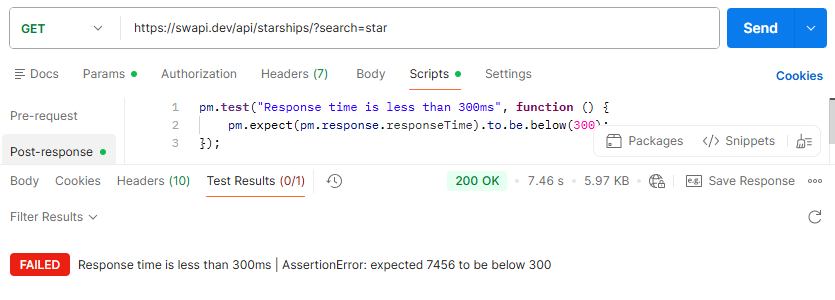 GET https://swapi.dev/api/starships/?search=star Send
Docs Params Authorization Headers (7) Body Scripts Settings Cookies
Pre-request
Post-response
1 pm.test("Response time is less than 300ms", function () {
2 pm.expect(pm.response.responseTime).to.be.below(300);
3 });
Packages </> Snippets
Body Cookies Headers (10) Test Results (0/1) 200 OK 7.46 s 5.97 KB e.g. Save Response
Filter Results
FAILED Response time is less than 300ms | AssertionError: expected 7456 to be below 300